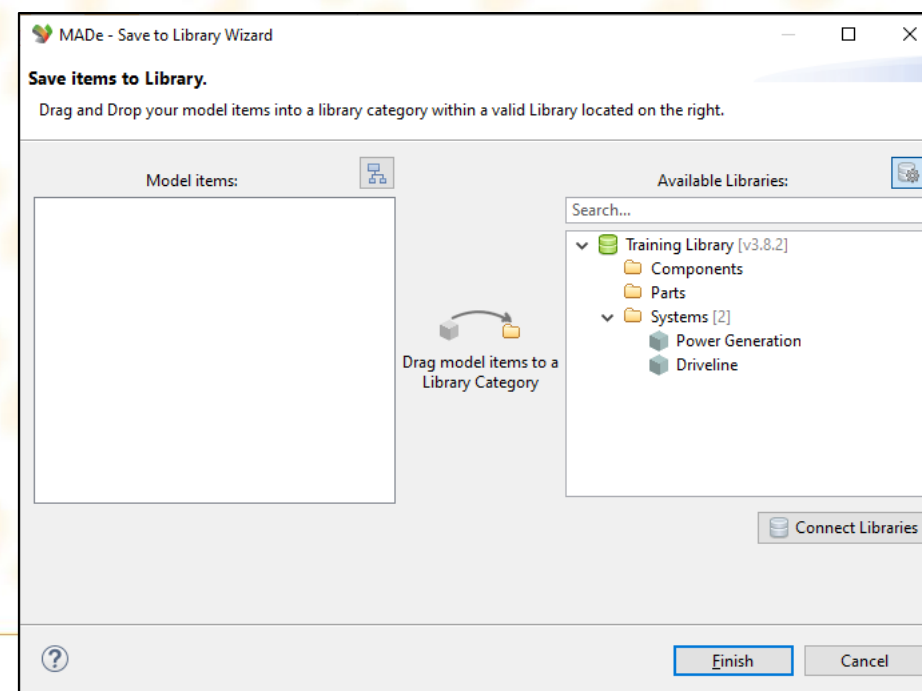 MADe - Save to Library Wizard
Save items to Library.
Drag and Drop your model items into a library category within a valid Library located on the right.
Model items:
Available Libraries:
Search...
Training Library [v3.8.2]
Components
Parts
Systems [2]
Power Generation
Driveline
Drag model items to a
Library Category
Connect Libraries
Finish
Cancel